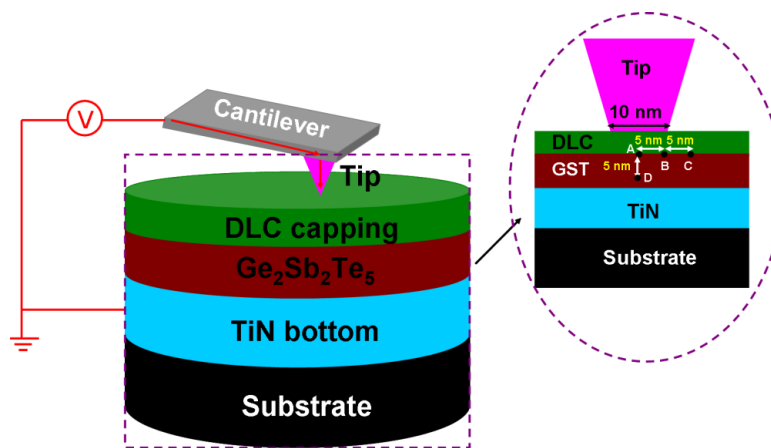 V
Cantilever
Tip
DLC capping
Ge₂Sb₂Te₅
TiN bottom
Substrate
Tip
10 nm
DLC
5 nm 5 nm
A
GST
5 nm
B
C
D
TiN
Substrate